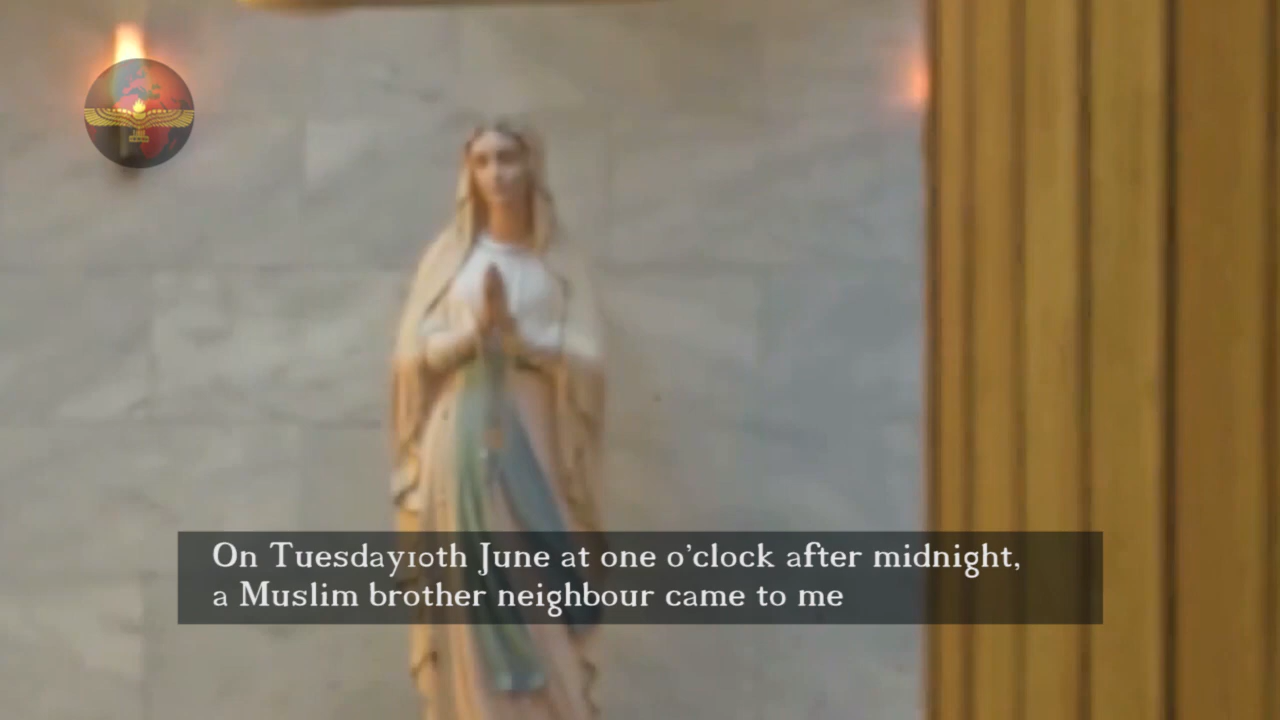 On Tuesday10th June at one o'clock after midnight,
a Muslim brother neighbour came to me